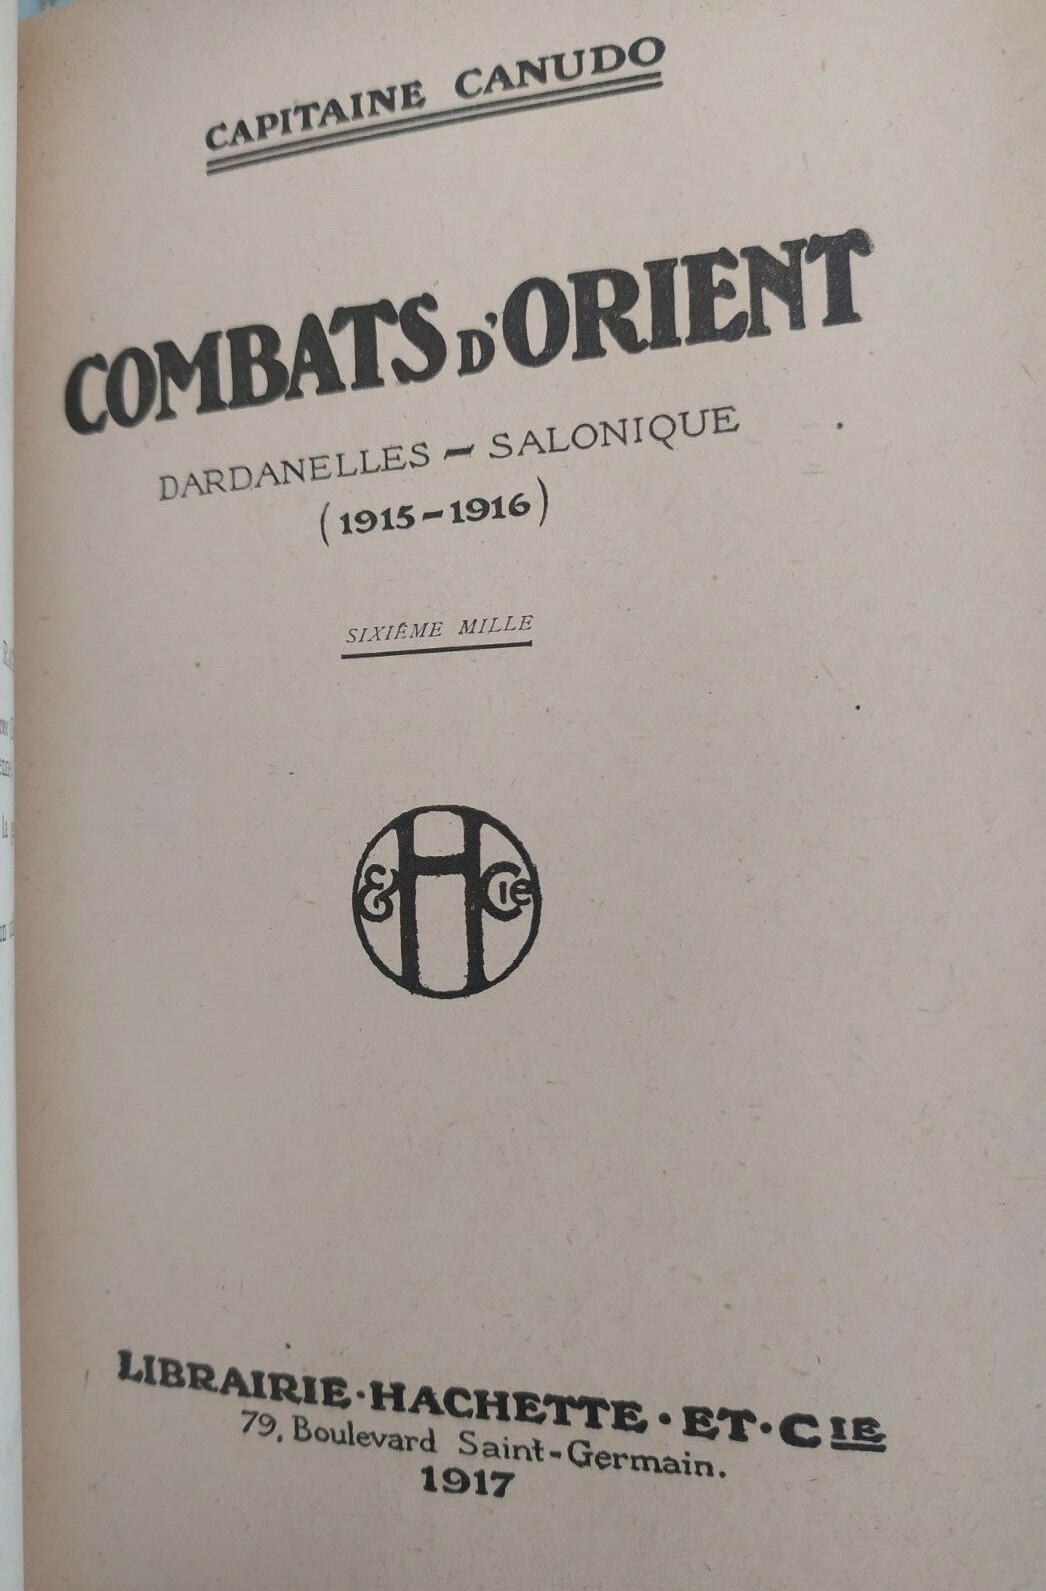 CAPITAINE CANUDO
COMBATS D'ORIENT
DARDANELLES - SALONIQUE
(1915-1916)
SIXIÈME MILLE
& H Cie
LIBRAIRIE·HACHETTE·ET·CIE
79, Boulevard Saint-Germain.
1917